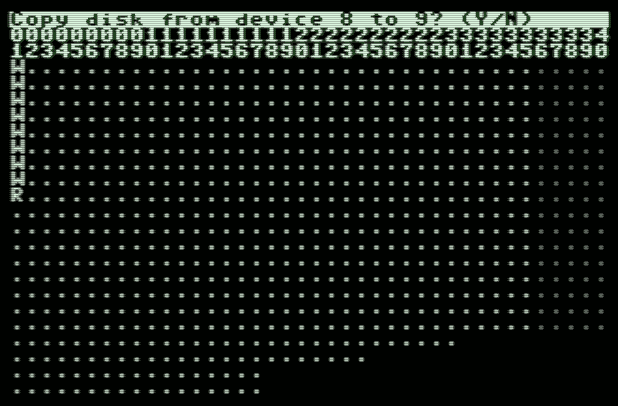 Copy disk from device 8 to 9? (Y/N)
0000000001111111111222222222233333333334
1234567890123456789012345678901234567890
W
W
W
W
W
W
W
W
R